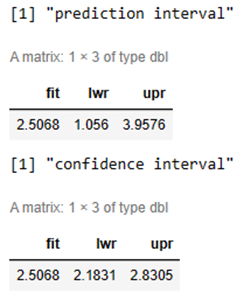 [1] "prediction interval"
A matrix: 1 × 3 of type dbl
fit lwr upr
2.5068 1.056 3.9576
[1] "confidence interval"
A matrix: 1 × 3 of type dbl
fit lwr upr
2.5068 2.1831 2.8305